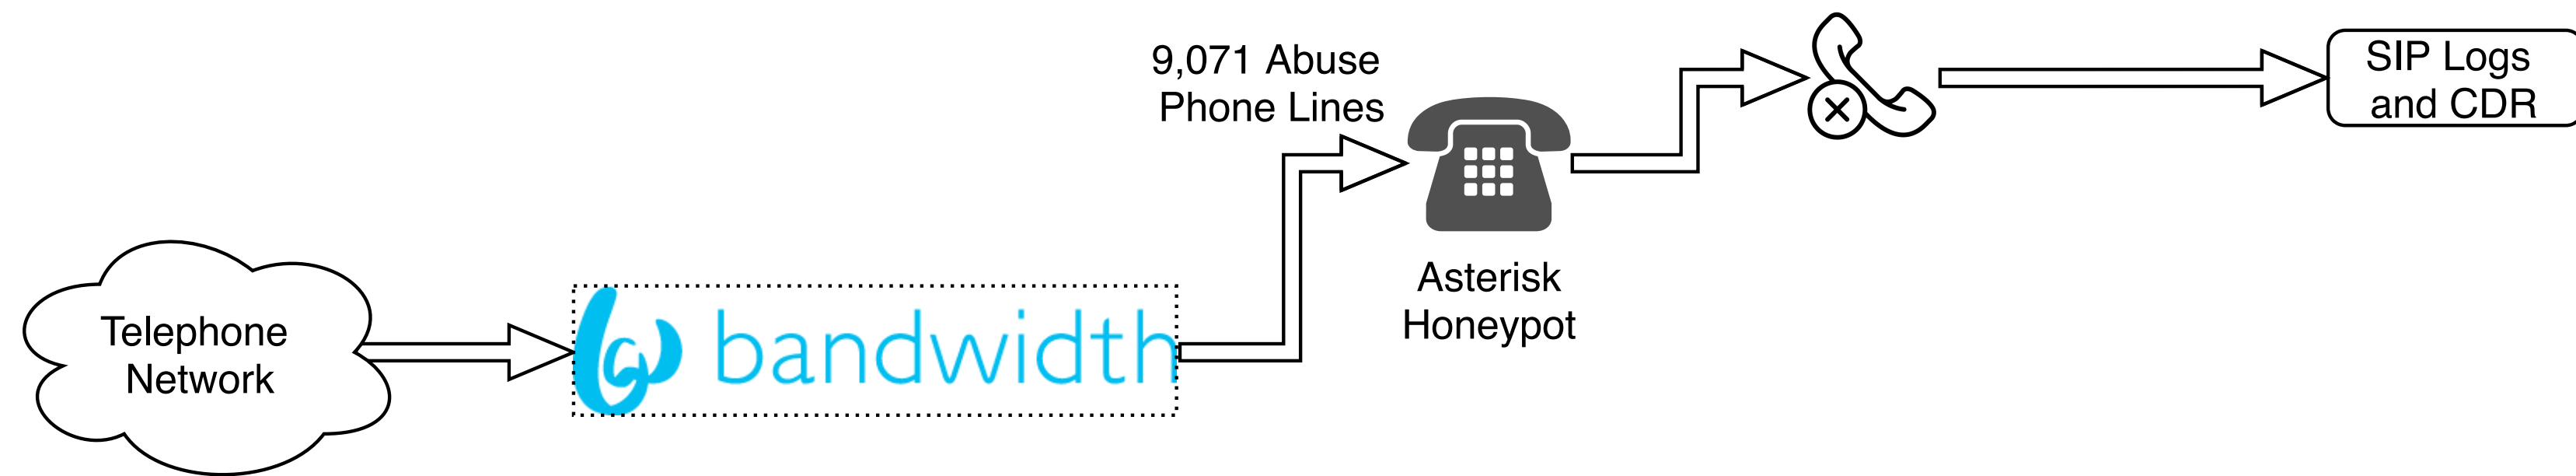 Telephone
Network
bandwidth
9,071 Abuse
Phone Lines
Asterisk
Honeypot
SIP Logs
and CDR